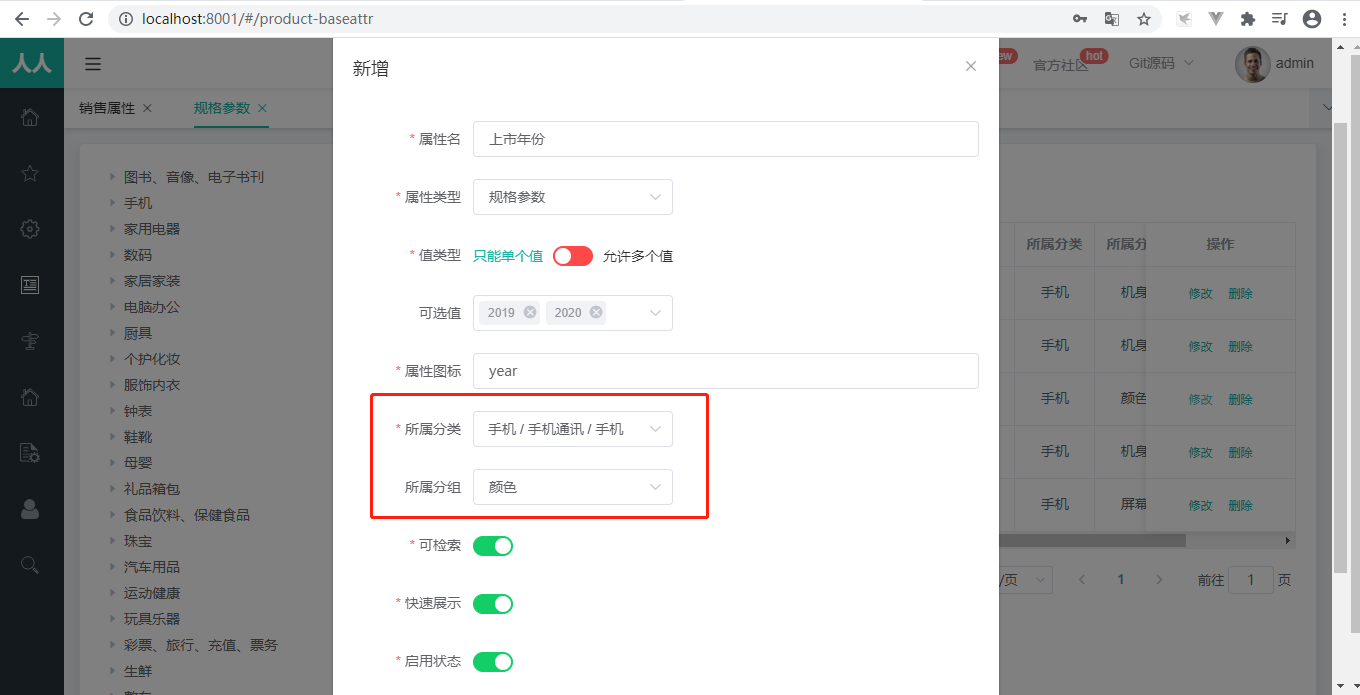 localhost:8001/#/product-baseattr
人人
新增
官方社区
hot
Git源码
admin
销售属性
规格参数
图书、音像、电子书刊
手机
家用电器
数码
家居家装
电脑办公
厨具
个护化妆
服饰内衣
钟表
鞋靴
母婴
礼品箱包
食品饮料、保健食品
珠宝
汽车用品
运动健康
玩具乐器
彩票、旅行、充值、票务
生鲜
* 属性名 上市年份
* 属性类型 规格参数
* 值类型 只能单个值 允许多个值
可选值 2019 2020
* 属性图标 year
* 所属分类 手机 / 手机通讯 / 手机
所属分组 颜色
* 可检索
* 快速展示
* 启用状态
所属分类 所属分 操作
手机 机身 修改 删除
手机 机身 修改 删除
手机 颜色 修改 删除
手机 机身 修改 删除
手机 屏幕 修改 删除
/页 1 前往 1 页